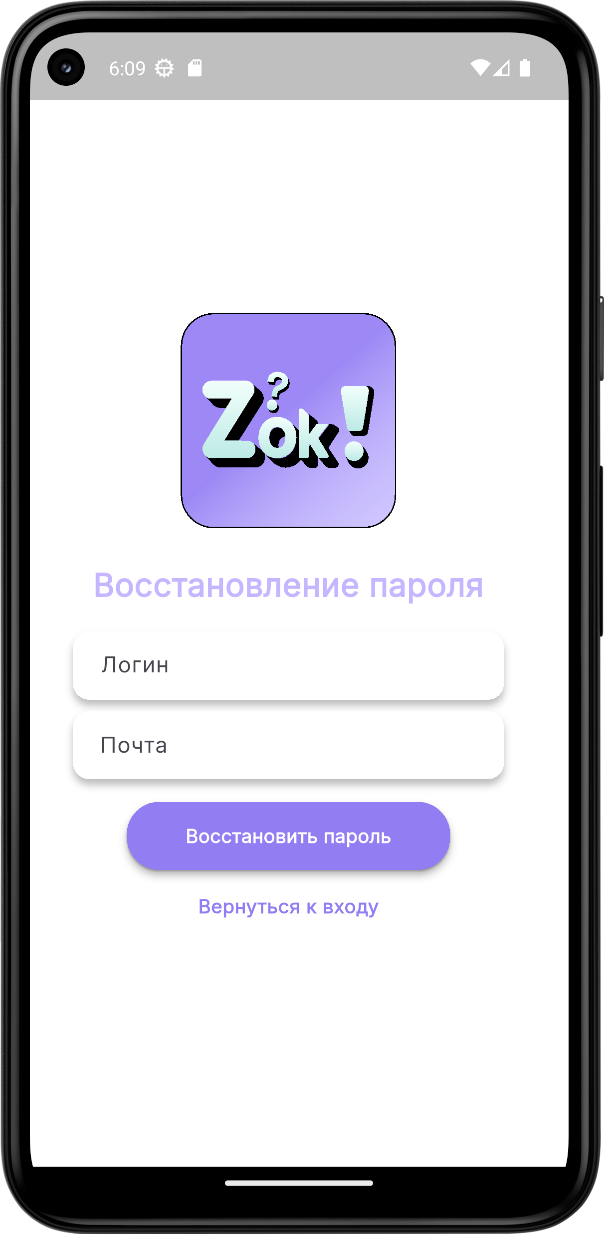 6:09
?
Zok!
Восстановление пароля
Логин
Почта
Восстановить пароль
Вернуться к входу